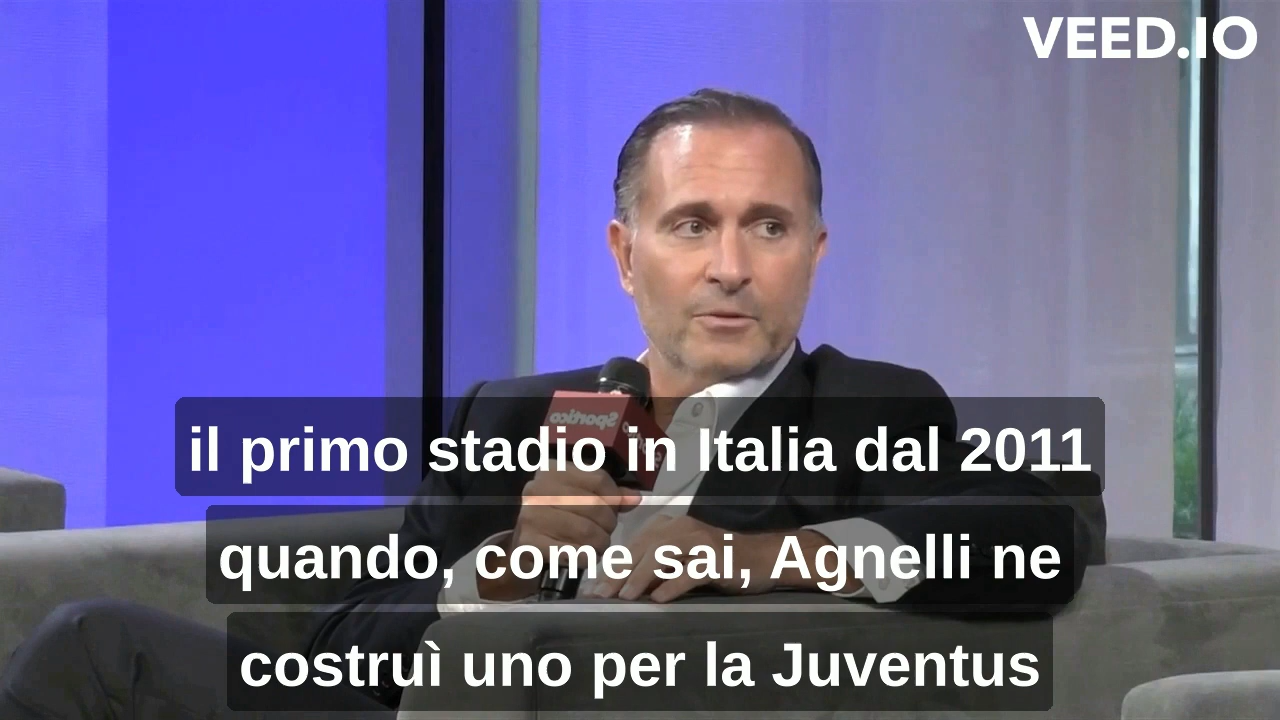 VEED.IO
Sportico
il primo stadio in Italia dal 2011
quando, come sai, Agnelli ne
costruì uno per la Juventus